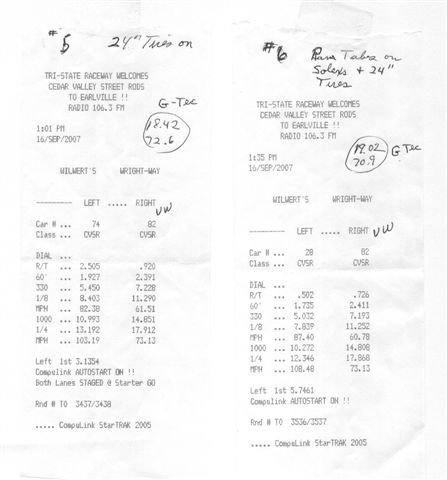 #5 24" Tires on
TRI-STATE RACEWAY WELCOMES
CEDAR VALLEY STREET RODS
TO EARLVILLE !!
RADIO 106.3 FM
G-Tec
18.42
72.6
1:01 PM
16/SEP/2007
WILWERT'S WRIGHT-WAY
--------- LEFT ..... RIGHT VW
Car # ... 74 82
Class ... CVSR CVSR
DIAL ...
R/T ... 2.505 .920
60' ... 1.927 2.391
330 ... 5.450 7.228
1/8 ... 8.403 11.290
MPH ... 82.38 61.51
1000 ... 10.993 14.851
1/4 ... 13.192 17.912
MPH ... 103.19 73.13
Left 1st 3.1354
Compulink AUTOSTART ON !!
Both Lanes STAGED @ Starter GO
Rnd # TO 3437/3438
..... CompuLink StarTRAK 2005
#6 Ram Tubes on
Solexs + 24"
Tires
TRI-STATE RACEWAY WELCOMES
CEDAR VALLEY STREET RODS
TO EARLVILLE !!
RADIO 106.3 FM
19.02
70.9
G-Tec
1:35 PM
16/SEP/2007
WILWERT'S WRIGHT-WAY
--------- LEFT ..... RIGHT VW
Car # ... 28 82
Class ... CVSR CVSR
DIAL ...
R/T ... .502 .726
60' ... 1.735 2.411
330 ... 5.032 7.193
1/8 ... 7.839 11.252
MPH ... 87.40 60.78
1000 ... 10.272 14.808
1/4 ... 12.346 17.868
MPH ... 108.48 73.13
Left 1st 5.7461
Compulink AUTOSTART ON !!
Rnd # TO 3536/3537
..... CompuLink StarTRAK 2005